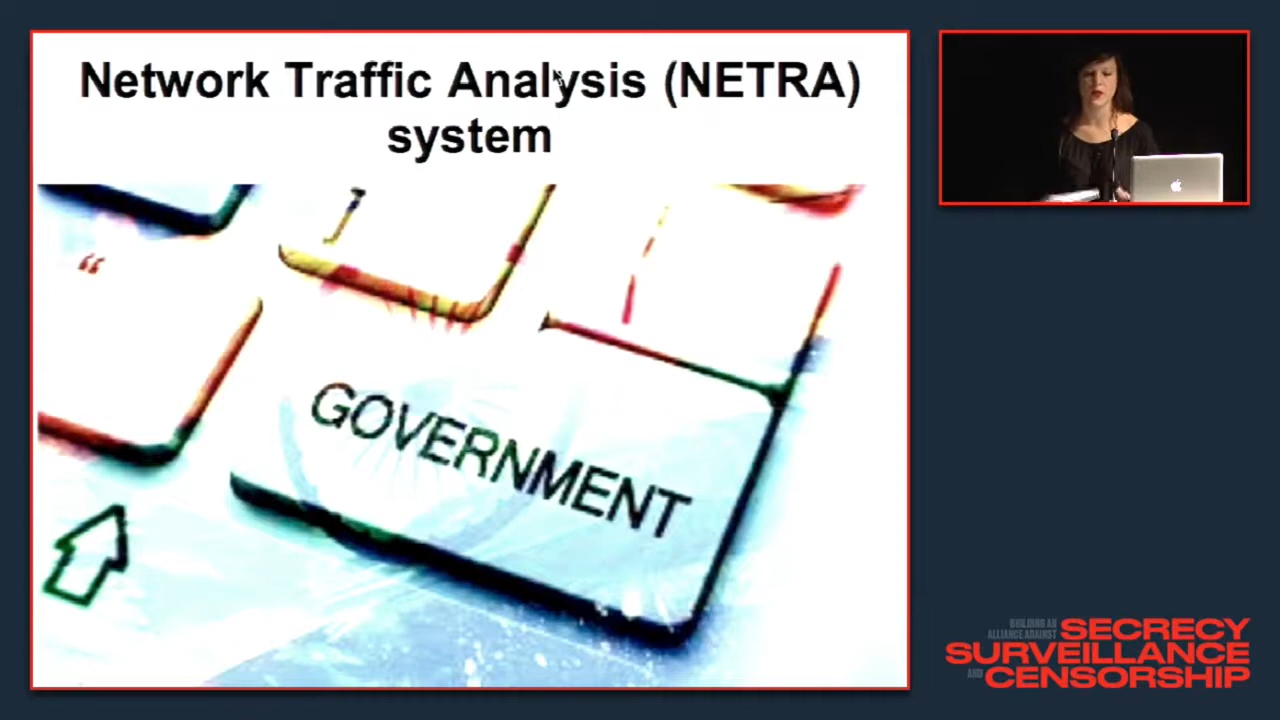 Network Traffic Analysis (NETRA)
system
“
GOVERNMENT
BUILDING AN
ALLIANCE AGAINST SECRECY
SURVEILLANCE
AND CENSORSHIP